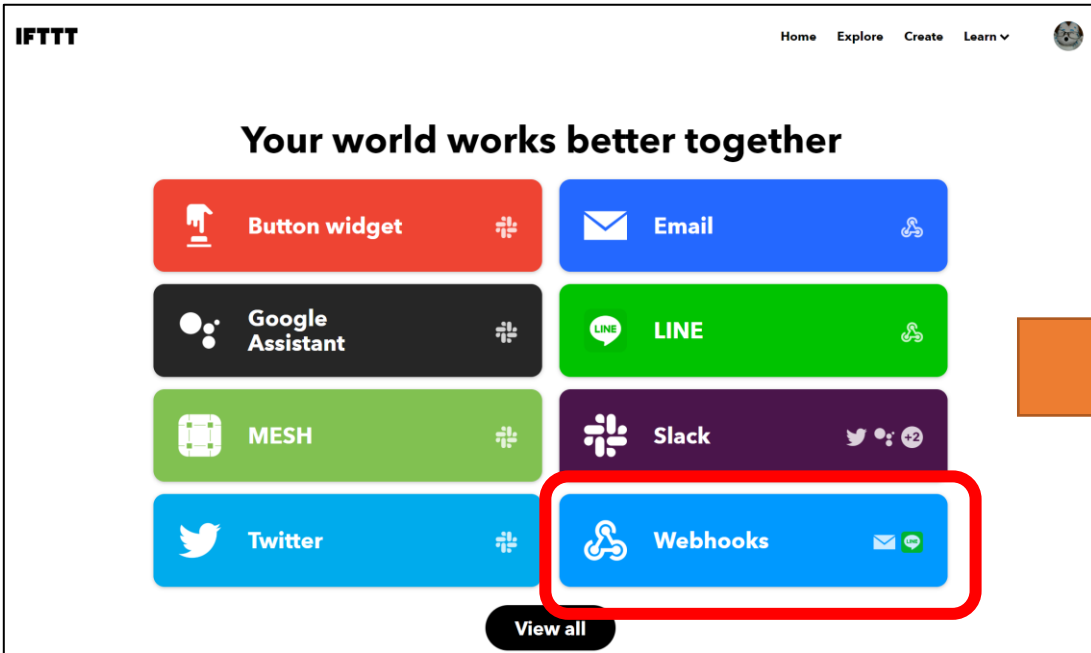 IFTTT
Home Explore Create Learn
Your world works better together
Button widget
Email
Google
Assistant
LINE
LINE
MESH
Slack
+2
Twitter
Webhooks
LINE
View all